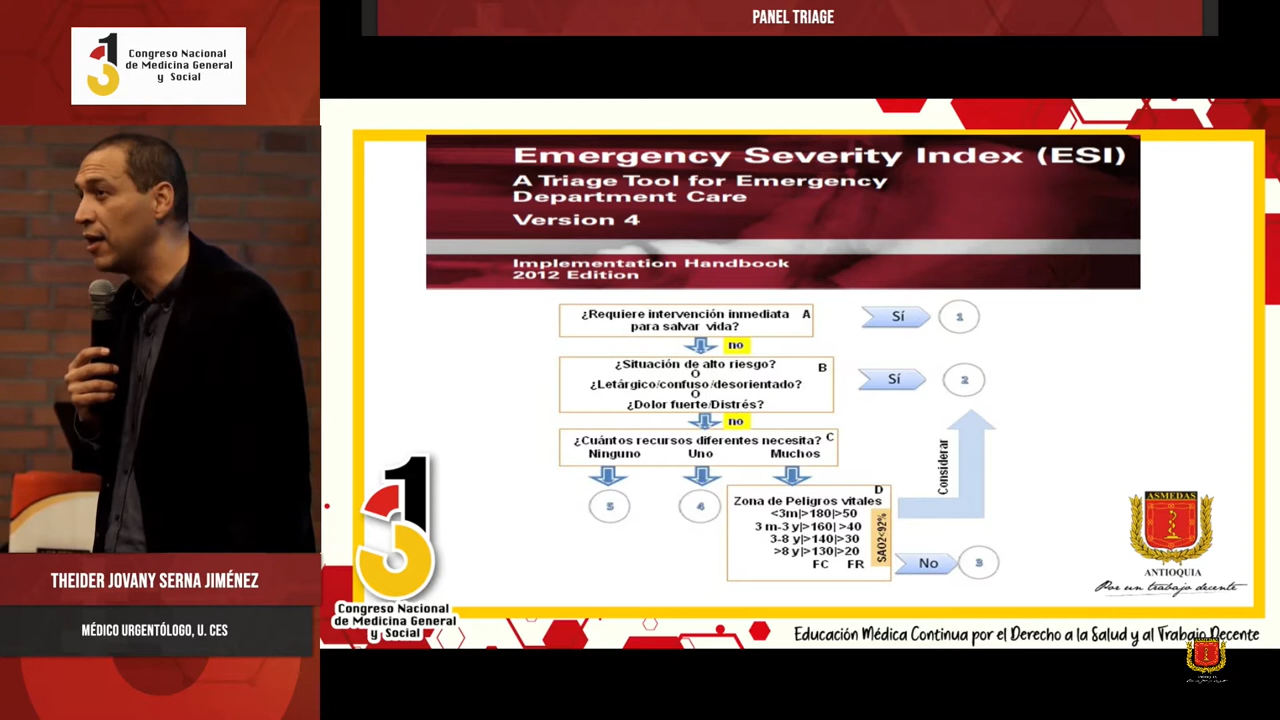 PANEL TRIAGE
Congreso Nacional
de Medicina General
y Social
THEIDER JOVANY SERNA JIMÉNEZ
MÉDICO URGENTÓLOGO, U. CES
Emergency Severity Index (ESI)
A Triage Tool for Emergency
Department Care
Version 4
Implementation Handbook
2012 Edition
¿Requiere intervención inmediata A
para salvar vida?
Sí
1
no
¿Situación de alto riesgo? B
O
¿Letárgico/confuso/desorientado?
O
¿Dolor fuerte/Distrés?
Sí
2
no
¿Cuántos recursos diferentes necesita? C
Ninguno Uno Muchos
5
4
D
Zona de Peligros vitales
<3m|>180|>50
3 m-3 y|>160| >40
3-8 y|>140|>30
>8 y|>130|>20
FC FR
SAO2<92%
Considerar
No
3
13
Congreso Nacional
de Medicina General
y Social
ASMEDAS
ANTIOQUIA
Por un trabajo decente
Educación Médica Continua por el Derecho a la Salud y al Trabajo Decente